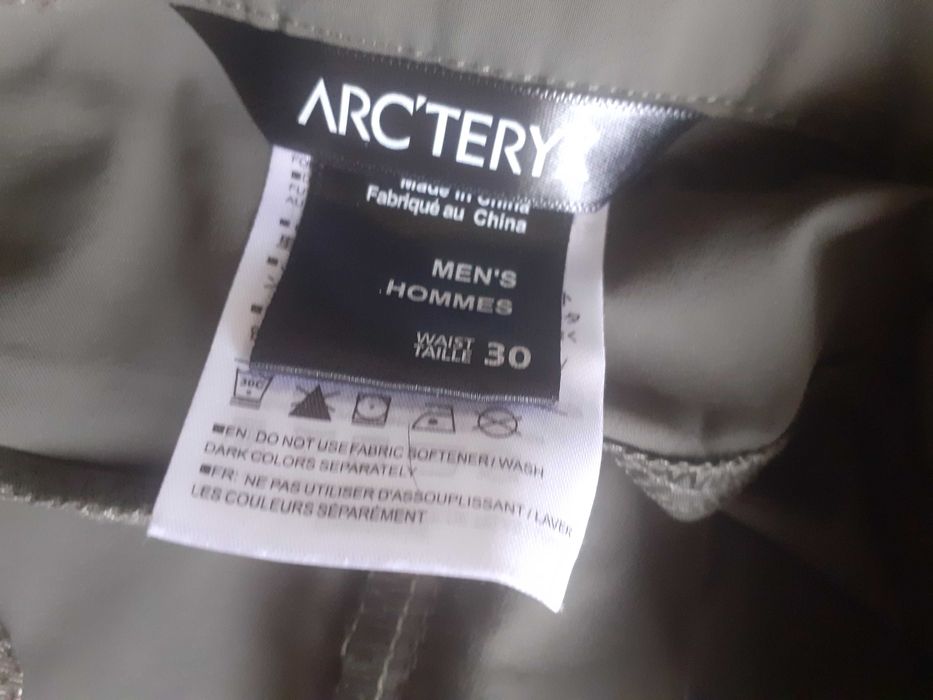 ARC'TERYX
Made in China
Fabriqué au China
MEN'S
HOMMES
WAIST
TAILLE 30
30C
EN: DO NOT USE FABRIC SOFTENER / WASH
DARK COLORS SEPARATELY
FR: NE PAS UTILISER D'ASSOUPLISSANT / LAVER
LES COULEURS SÉPARÉMENT